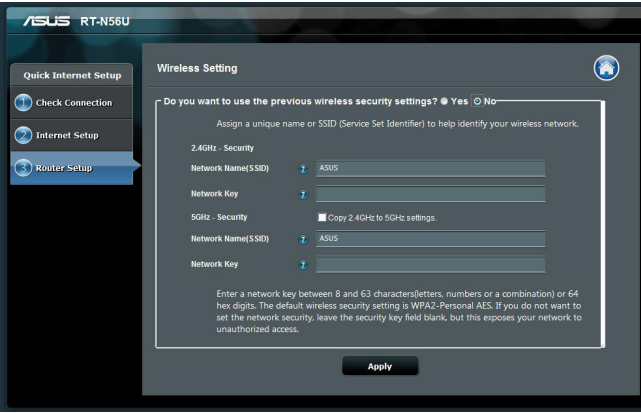 ASUS RT-N56U
Quick Internet Setup
1 Check Connection
2 Internet Setup
3 Router Setup
Wireless Setting
Do you want to use the previous wireless security settings? Yes No
Assign a unique name or SSID (Service Set Identifier) to help identify your wireless network.
2.4GHz - Security
Network Name(SSID) ? ASUS
Network Key ?
5GHz - Security Copy 2.4GHz to 5GHz settings.
Network Name(SSID) ? ASUS
Network Key ?
Enter a network key between 8 and 63 characters(letters, numbers or a combination) or 64
hex digits. The default wireless security setting is WPA2-Personal AES. If you do not want to
set the network security, leave the security key field blank, but this exposes your network to
unauthorized access.
Apply